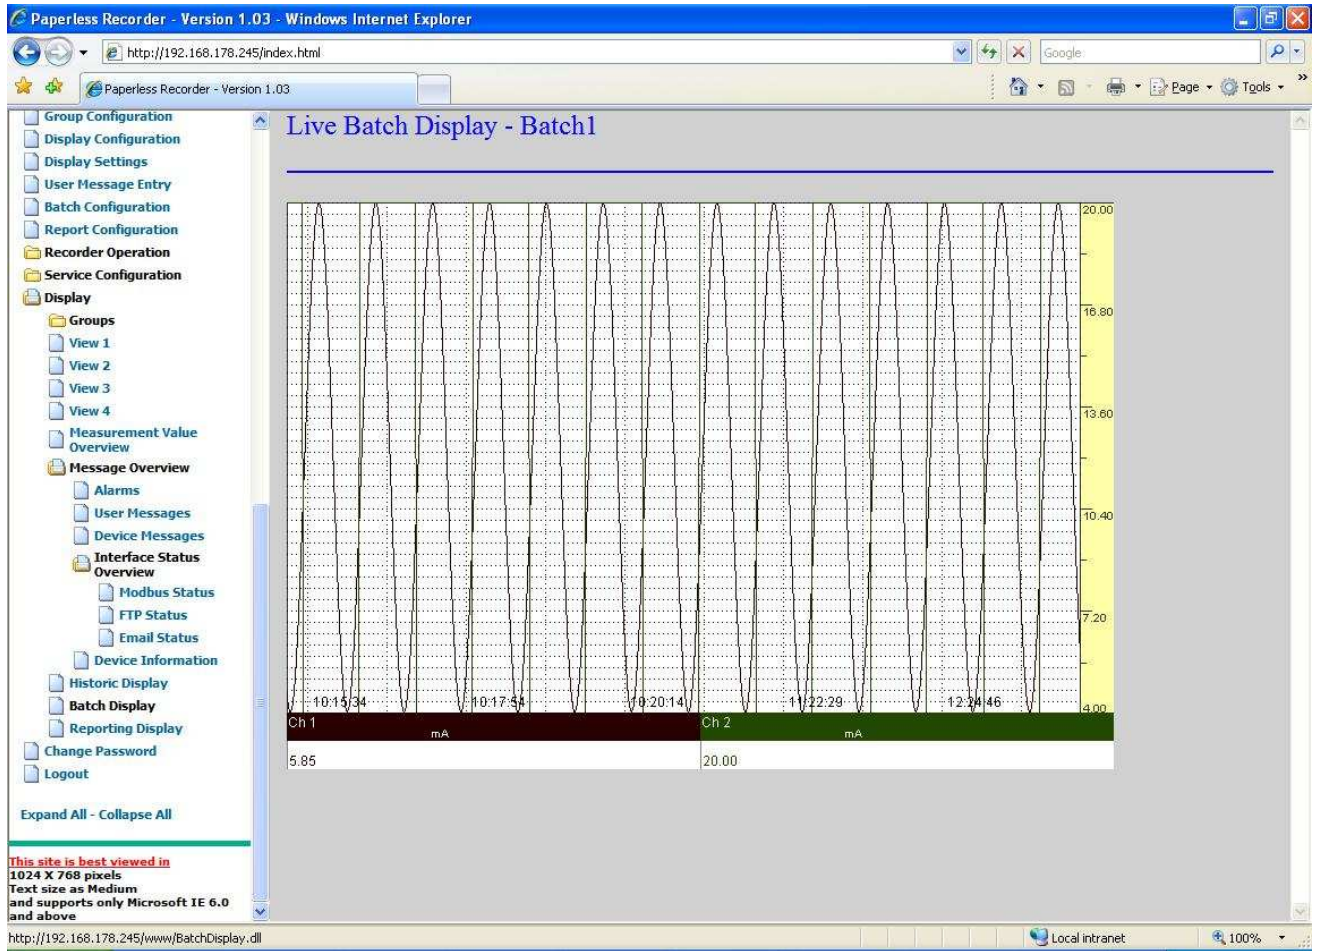 Paperless Recorder - Version 1.03 - Windows Internet Explorer
http://192.168.178.245/index.html
Google
Paperless Recorder - Version 1.03
Page
Tools
Group Configuration
Display Configuration
Display Settings
User Message Entry
Batch Configuration
Report Configuration
Recorder Operation
Service Configuration
Display
Groups
View 1
View 2
View 3
View 4
Measurement Value
Overview
Message Overview
Alarms
User Messages
Device Messages
Interface Status
Overview
Modbus Status
FTP Status
Email Status
Device Information
Historic Display
Batch Display
Reporting Display
Change Password
Logout
Expand All - Collapse All
This site is best viewed in
1024 X 768 pixels
Text size as Medium
and supports only Microsoft IE 6.0
and above
Live Batch Display - Batch1
20.00
16.80
13.60
10.40
7.20
4.00
10:15:34
10:17:54
10:20:14
11:22:29
12:24:46
Ch 1
mA
Ch 2
mA
5.85
20.00
http://192.168.178.245/www/BatchDisplay.dll
Local intranet
100%